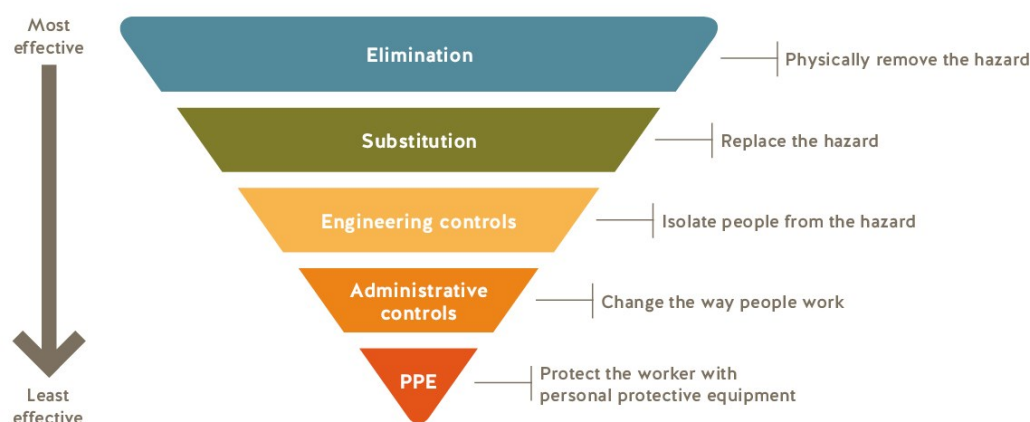 Most
effective
Elimination
Physically remove the hazard
Substitution
Replace the hazard
Engineering controls
Isolate people from the hazard
Administrative
controls
Change the way people work
PPE
Protect the worker with
personal protective equipment
Least
effective